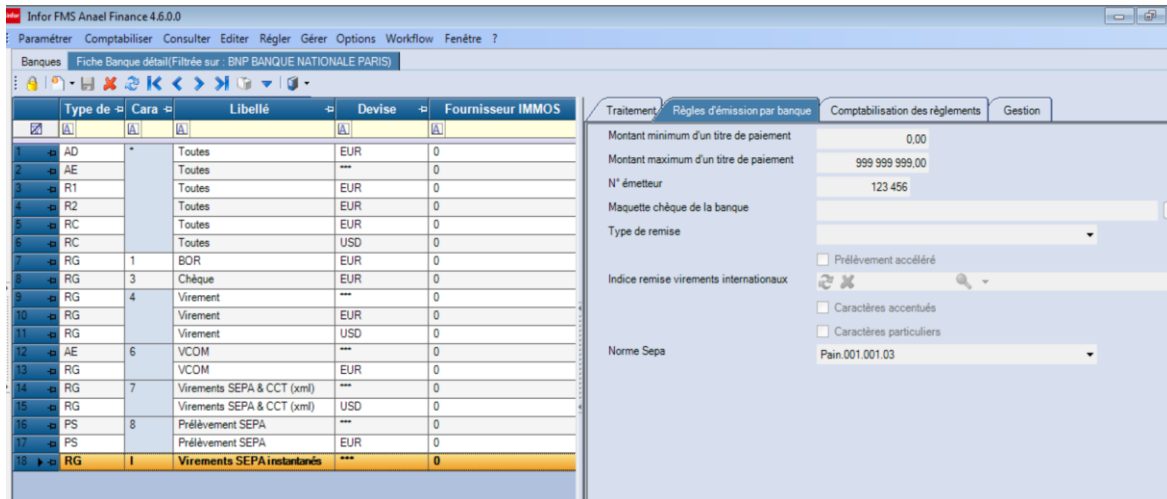 infor Infor FMS Anael Finance 4.6.0.0
Paramétrer Comptabiliser Consulter Editer Régler Gérer Options Workflow Fenêtre ?
Banques Fiche Banque détail(Filtrée sur : BNP BANQUE NATIONALE PARIS)
Type de Cara Libellé Devise Fournisseur IMMOS
A A A A
1 AD * Toutes EUR 0
2 AE Toutes *** 0
3 R1 Toutes EUR 0
4 R2 Toutes EUR 0
5 RC Toutes EUR 0
6 RC Toutes USD 0
7 RG 1 BOR EUR 0
8 RG 3 Chèque EUR 0
9 RG 4 Virement *** 0
10 RG Virement EUR 0
11 RG Virement USD 0
12 AE 6 VCOM *** 0
13 RG VCOM EUR 0
14 RG 7 Virements SEPA & CCT (xml) *** 0
15 RG Virements SEPA & CCT (xml) USD 0
16 PS 8 Prélèvement SEPA *** 0
17 PS Prélèvement SEPA EUR 0
18 RG I Virements SEPA instantanés *** 0
Traitement Règles d'émission par banque Comptabilisation des règlements Gestion
Montant minimum d'un titre de paiement 0,00
Montant maximum d'un titre de paiement 999 999 999,00
N° émetteur 123 456
Maquette chèque de la banque
Type de remise
Prélèvement accéléré
Indice remise virements internationaux
Caractères accentués
Caractères particuliers
Norme Sepa Pain.001.001.03